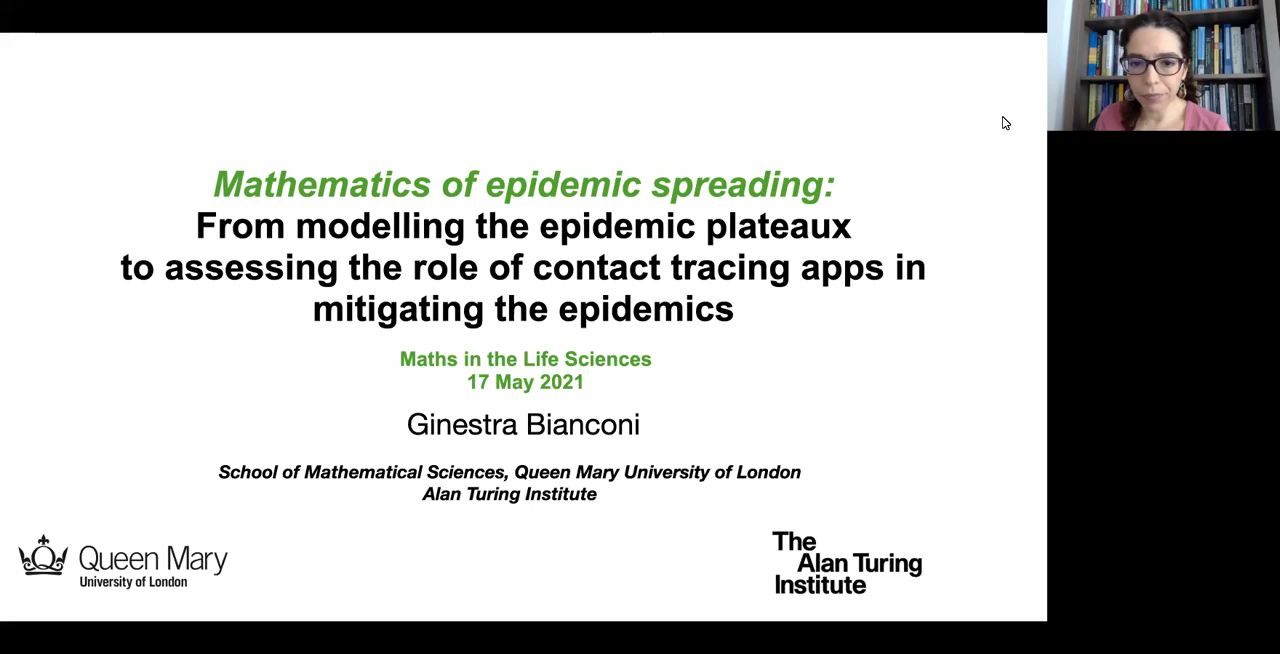 Mathematics of epidemic spreading:
From modelling the epidemic plateaux
to assessing the role of contact tracing apps in
mitigating the epidemics
Maths in the Life Sciences
17 May 2021
Ginestra Bianconi
School of Mathematical Sciences, Queen Mary University of London
Alan Turing Institute
Queen Mary
University of London
The
Alan Turing
Institute